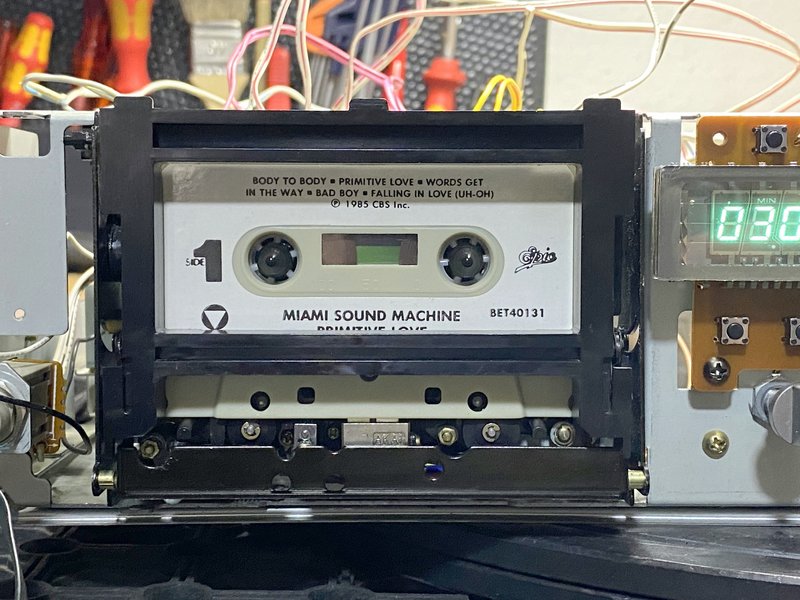 BODY TO BODY ▪ PRIMITIVE LOVE ▪ WORDS GET
IN THE WAY ▪ BAD BOY ▪ FALLING IN LOVE (UH-OH)
℗ 1985 CBS Inc.
SIDE 1
Epic
MIAMI SOUND MACHINE
BET40131
PRIMITIVE LOVE
MIN
030
AKAI